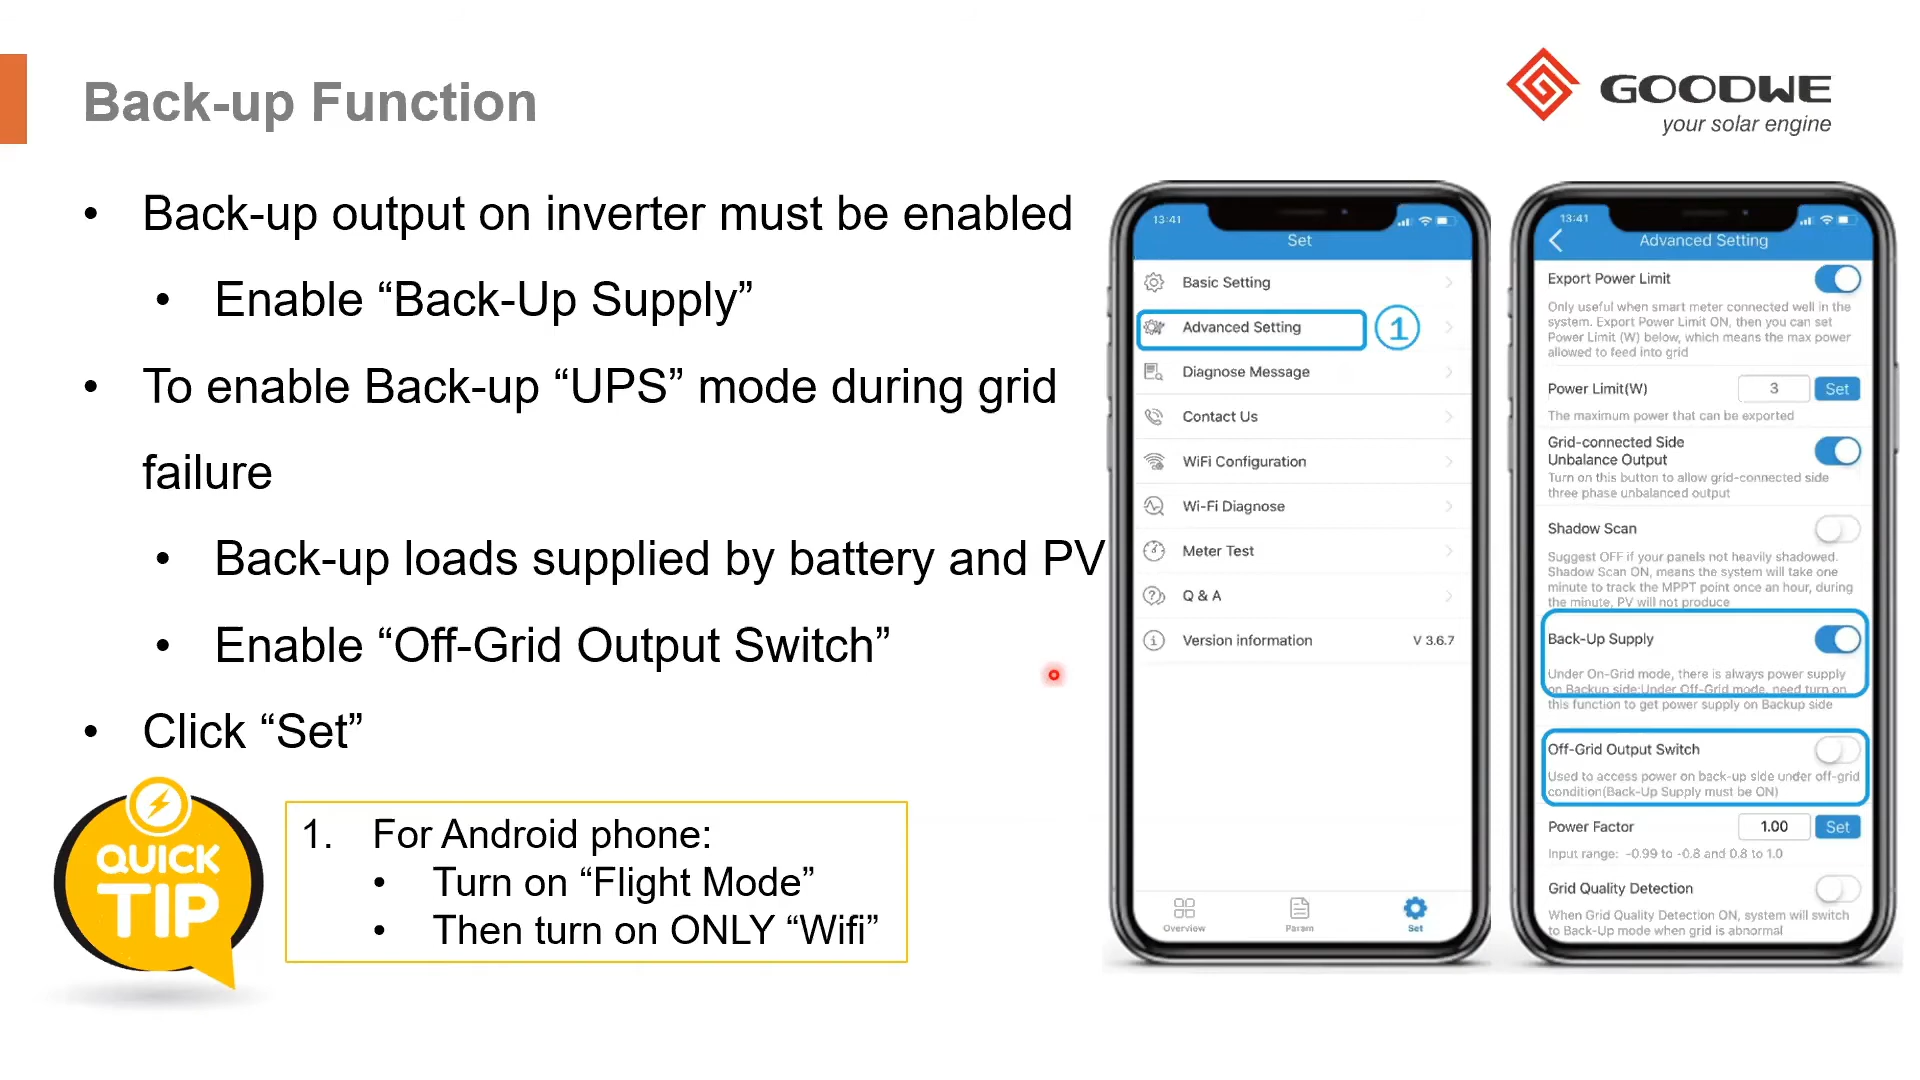 Back-up Function
GOODWE
your solar engine
• Back-up output on inverter must be enabled
• Enable “Back-Up Supply”
• To enable Back-up “UPS” mode during grid
failure
• Back-up loads supplied by battery and PV
• Enable “Off-Grid Output Switch”
• Click “Set”
QUICK
TIP
1. For Android phone:
• Turn on “Flight Mode”
• Then turn on ONLY “Wifi”
13:41
Set
Basic Setting
Advanced Setting
1
Diagnose Message
Contact Us
WiFi Configuration
Wi-Fi Diagnose
Meter Test
Q & A
Version information V 3.6.7
Overview Param Set
13:41
Advanced Setting
Export Power Limit
Only useful when smart meter connected well in the
system. Export Power Limit ON, then you can set
Power Limit (W) below, which means the max power
allowed to feed into grid
Power Limit(W) 3 Set
The maximum power that can be exported
Grid-connected Side
Unbalance Output
Turn on this button to allow grid-connected side
three phase unbalanced output
Shadow Scan
Suggest OFF if your panels not heavily shadowed.
Shadow Scan ON, means the system will take one
minute to track the MPPT point once an hour, during
the minute, PV will not produce
Back-Up Supply
Under On-Grid mode, there is always power supply
on Backup side;Under Off-Grid mode, need turn on
this function to get power supply on Backup side
Off-Grid Output Switch
Used to access power on back-up side under off-grid
condition(Back-Up Supply must be ON)
Power Factor 1.00 Set
Input range: -0.99 to -0.8 and 0.8 to 1.0
Grid Quality Detection
When Grid Quality Detection ON, system will switch
to Back-Up mode when grid is abnormal